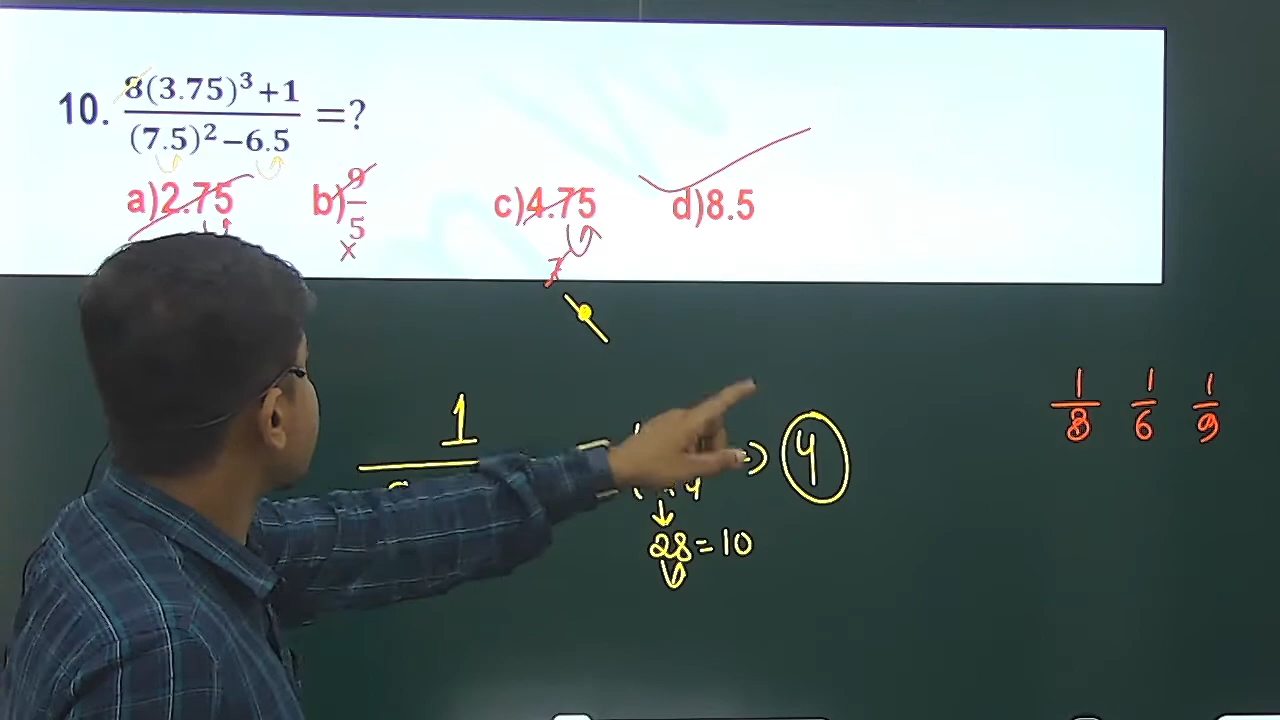 10. 8(3.75)³+1 / (7.5)²−6.5 =?
a)2.75 b) 9/5 c)4.75 d)8.5
x 7
1/8 1/6 1/9
1
4
28=10